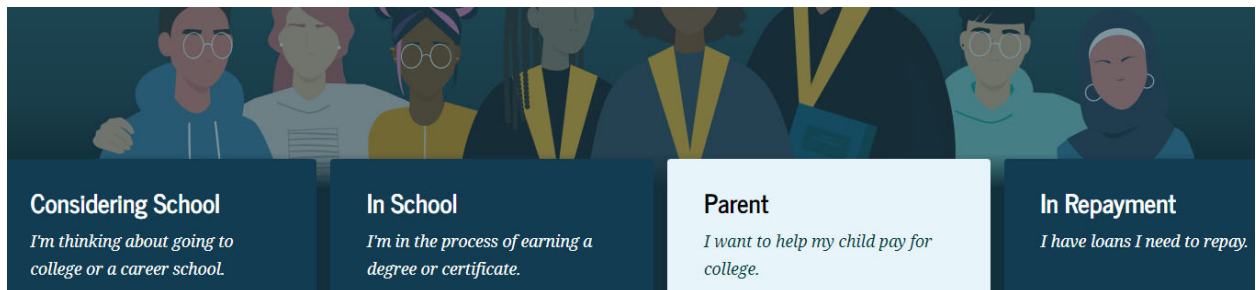 Considering School
I'm thinking about going to
college or a career school.
In School
I'm in the process of earning a
degree or certificate.
Parent
I want to help my child pay for
college.
In Repayment
I have loans I need to repay.